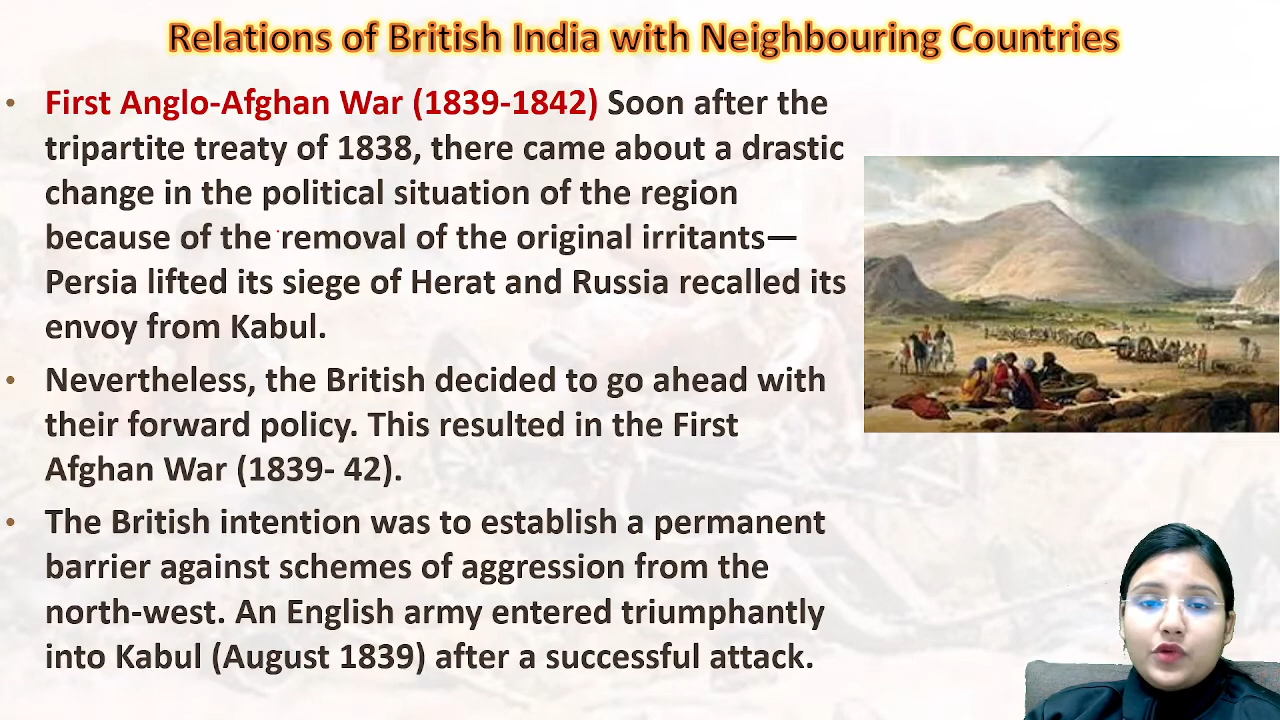 Relations of British India with Neighbouring Countries
• First Anglo-Afghan War (1839-1842) Soon after the
tripartite treaty of 1838, there came about a drastic
change in the political situation of the region
because of the removal of the original irritants—
Persia lifted its siege of Herat and Russia recalled its
envoy from Kabul.
• Nevertheless, the British decided to go ahead with
their forward policy. This resulted in the First
Afghan War (1839- 42).
• The British intention was to establish a permanent
barrier against schemes of aggression from the
north-west. An English army entered triumphantly
into Kabul (August 1839) after a successful attack.